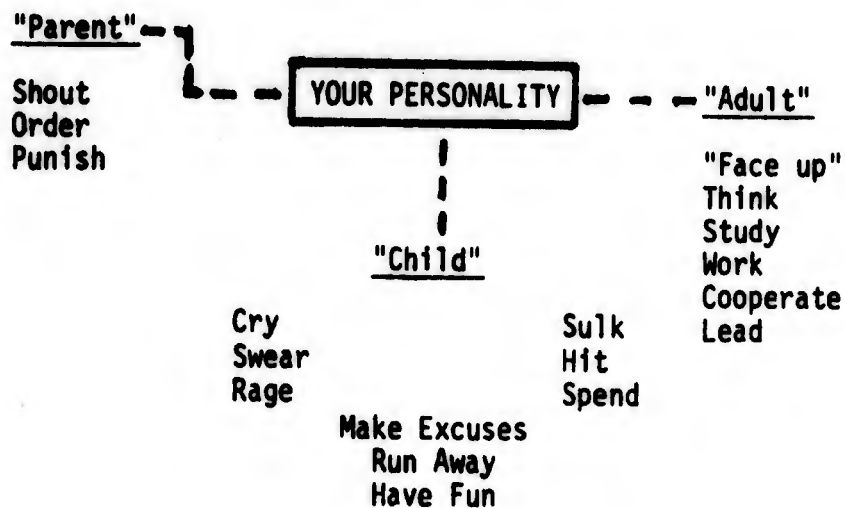 "Parent"
Shout
Order
Punish
YOUR PERSONALITY
"Adult"
"Face up"
Think
Study
Work
Cooperate
Lead
"Child"
Cry
Swear
Rage
Sulk
Hit
Spend
Make Excuses
Run Away
Have Fun